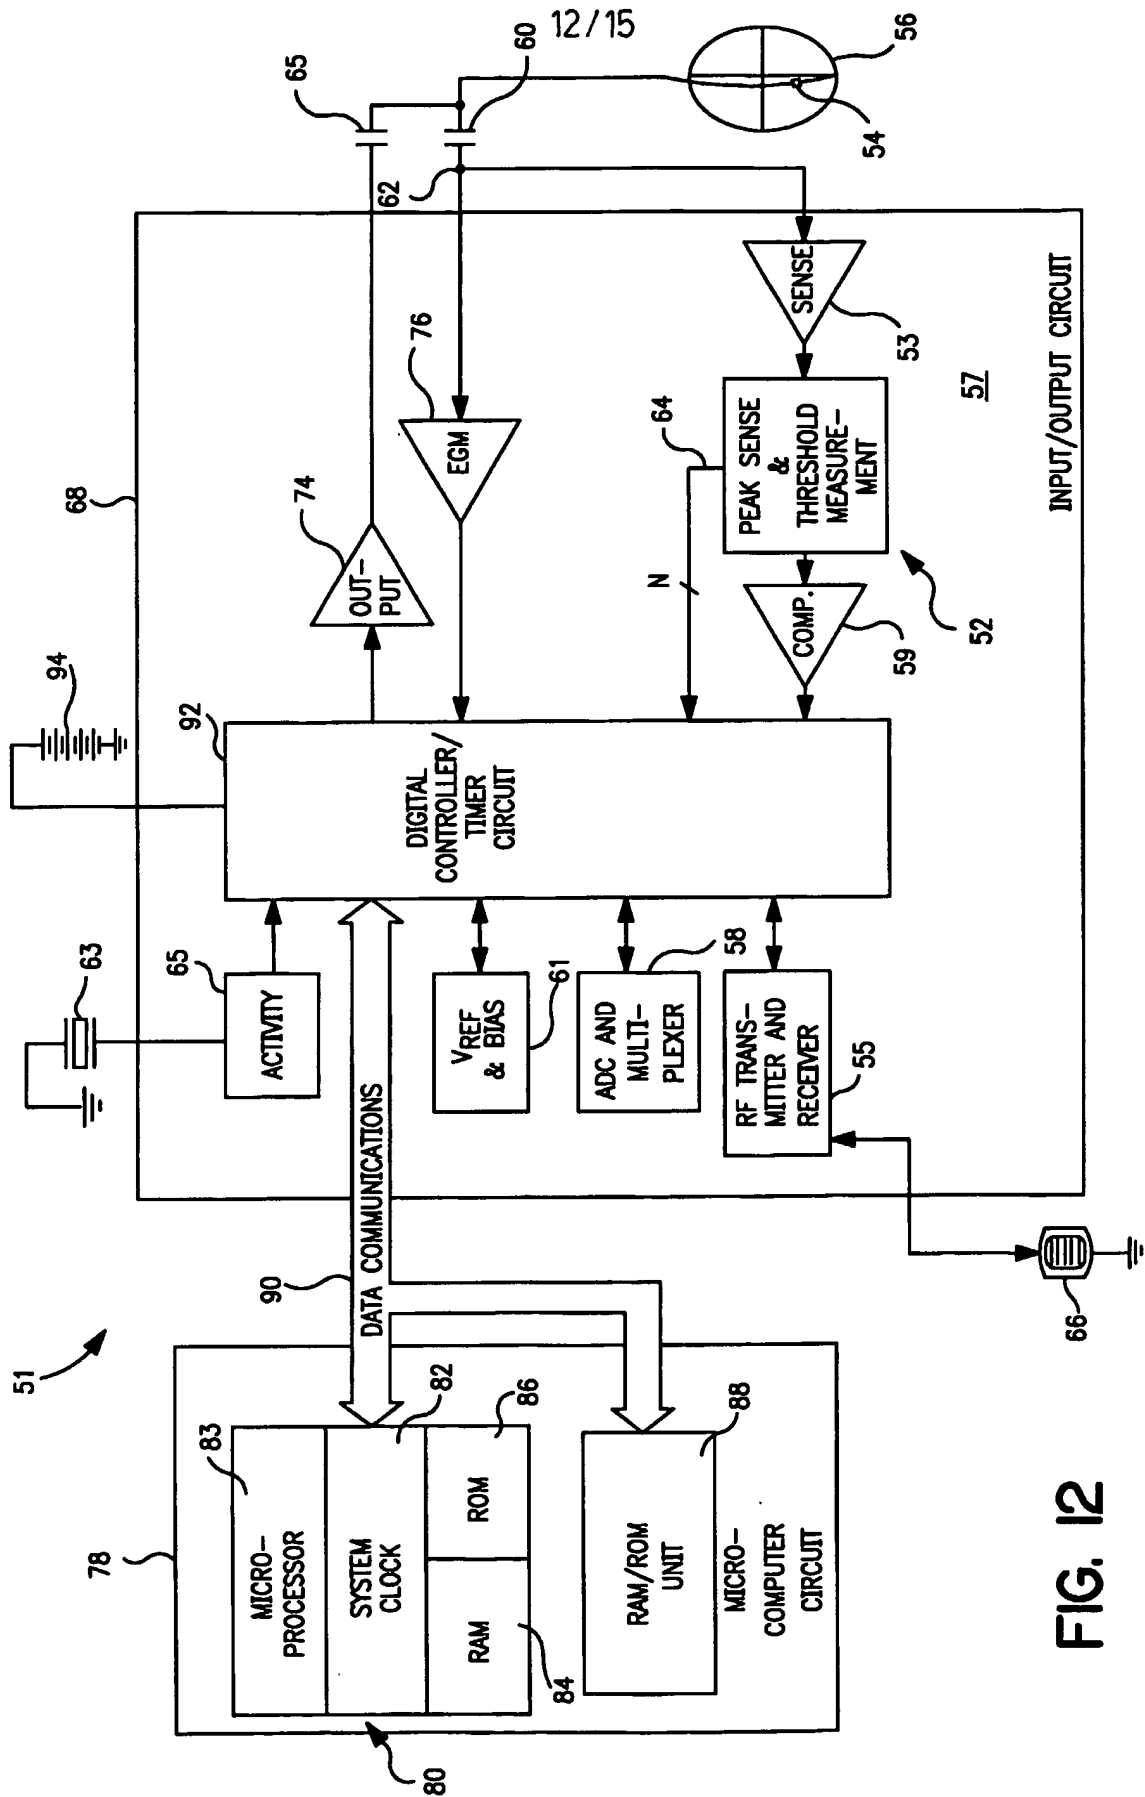 12/15
51
78
80
83
MICRO-
PROCESSOR
SYSTEM
CLOCK
82
RAM
84
ROM
86
RAM/ROM
UNIT
88
MICRO-
COMPUTER
CIRCUIT
90
DATA COMMUNICATIONS
63
65
ACTIVITY
VREF
& BIAS
61
ADC AND
MULTI-
PLEXER
58
RF TRANS-
MITTER AND
RECEIVER
55
66
94
92
DIGITAL
CONTROLLER/
TIMER
CIRCUIT
68
74
OUT-
PUT
76
EGM
64
N
COMP.
59
52
PEAK SENSE
&
THRESHOLD
MEASURE-
MENT
SENSE
53
57
INPUT/OUTPUT CIRCUIT
62
65
60
56
54
FIG. 12